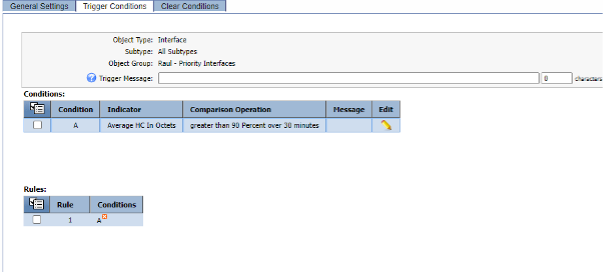 General Settings Trigger Conditions Clear Conditions
Object Type: Interface
Subtype: All Subtypes
Object Group: Raul - Priority Interfaces
Trigger Message: 0 characters
Conditions:
Condition Indicator Comparison Operation Message Edit
A Average HC In Octets greater than 90 Percent over 30 minutes
Rules:
Rule Conditions
1 A